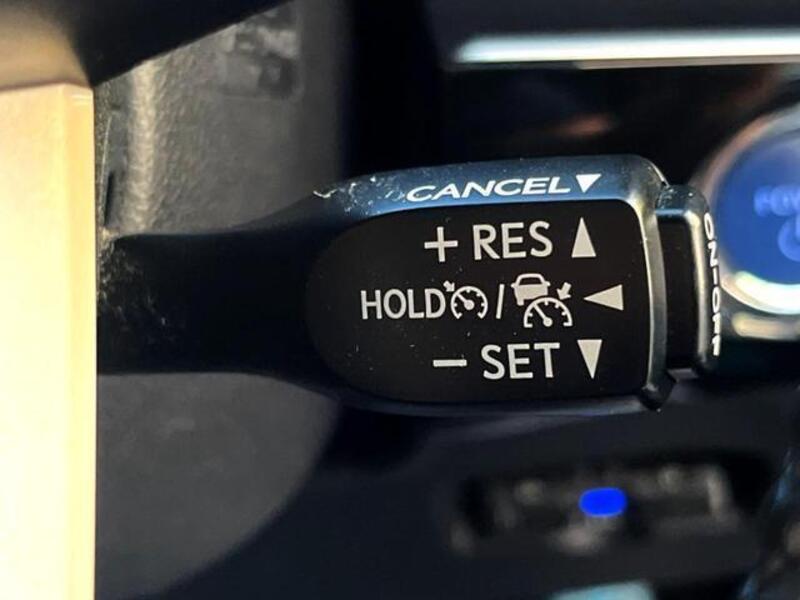 CANCEL▼
+ RES ▲
HOLD / ◀
− SET ▼
ON-OFF